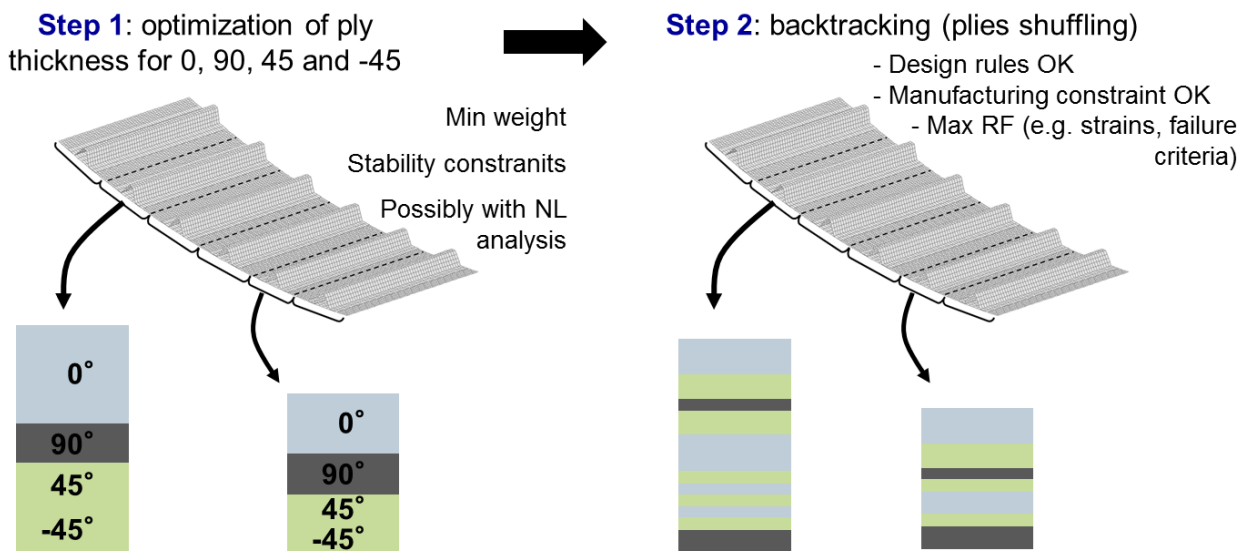 Step 1: optimization of ply
thickness for 0, 90, 45 and -45
Min weight
Stability constranits
Possibly with NL
analysis
0°
90°
45°
-45°
0°
90°
45°
-45°
Step 2: backtracking (plies shuffling)
- Design rules OK
- Manufacturing constraint OK
- Max RF (e.g. strains, failure
criteria)